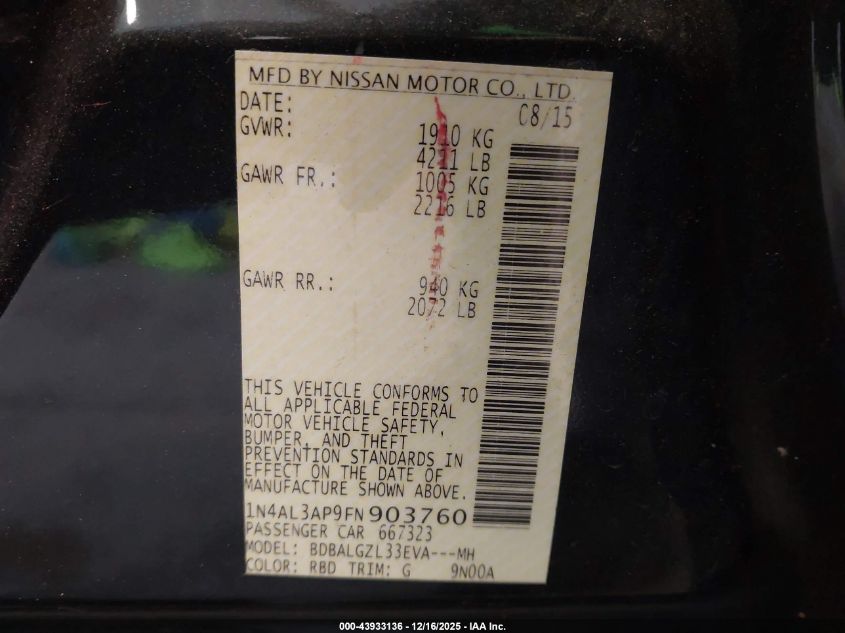 MFD BY NISSAN MOTOR CO., LTD.
DATE: 08/15
GVWR: 1910 KG
4211 LB
GAWR FR.: 1005 KG
2216 LB
GAWR RR.: 940 KG
2072 LB
THIS VEHICLE CONFORMS TO
ALL APPLICABLE FEDERAL
MOTOR VEHICLE SAFETY,
BUMPER, AND THEFT
PREVENTION STANDARDS IN
EFFECT ON THE DATE OF
MANUFACTURE SHOWN ABOVE.
1N4AL3AP9FN903760
PASSENGER CAR 667323
MODEL: BDBALGZL33EVA---MH
COLOR: RBD TRIM: G 9N00A
000-43933136 - 12/16/2025 - IAA Inc.